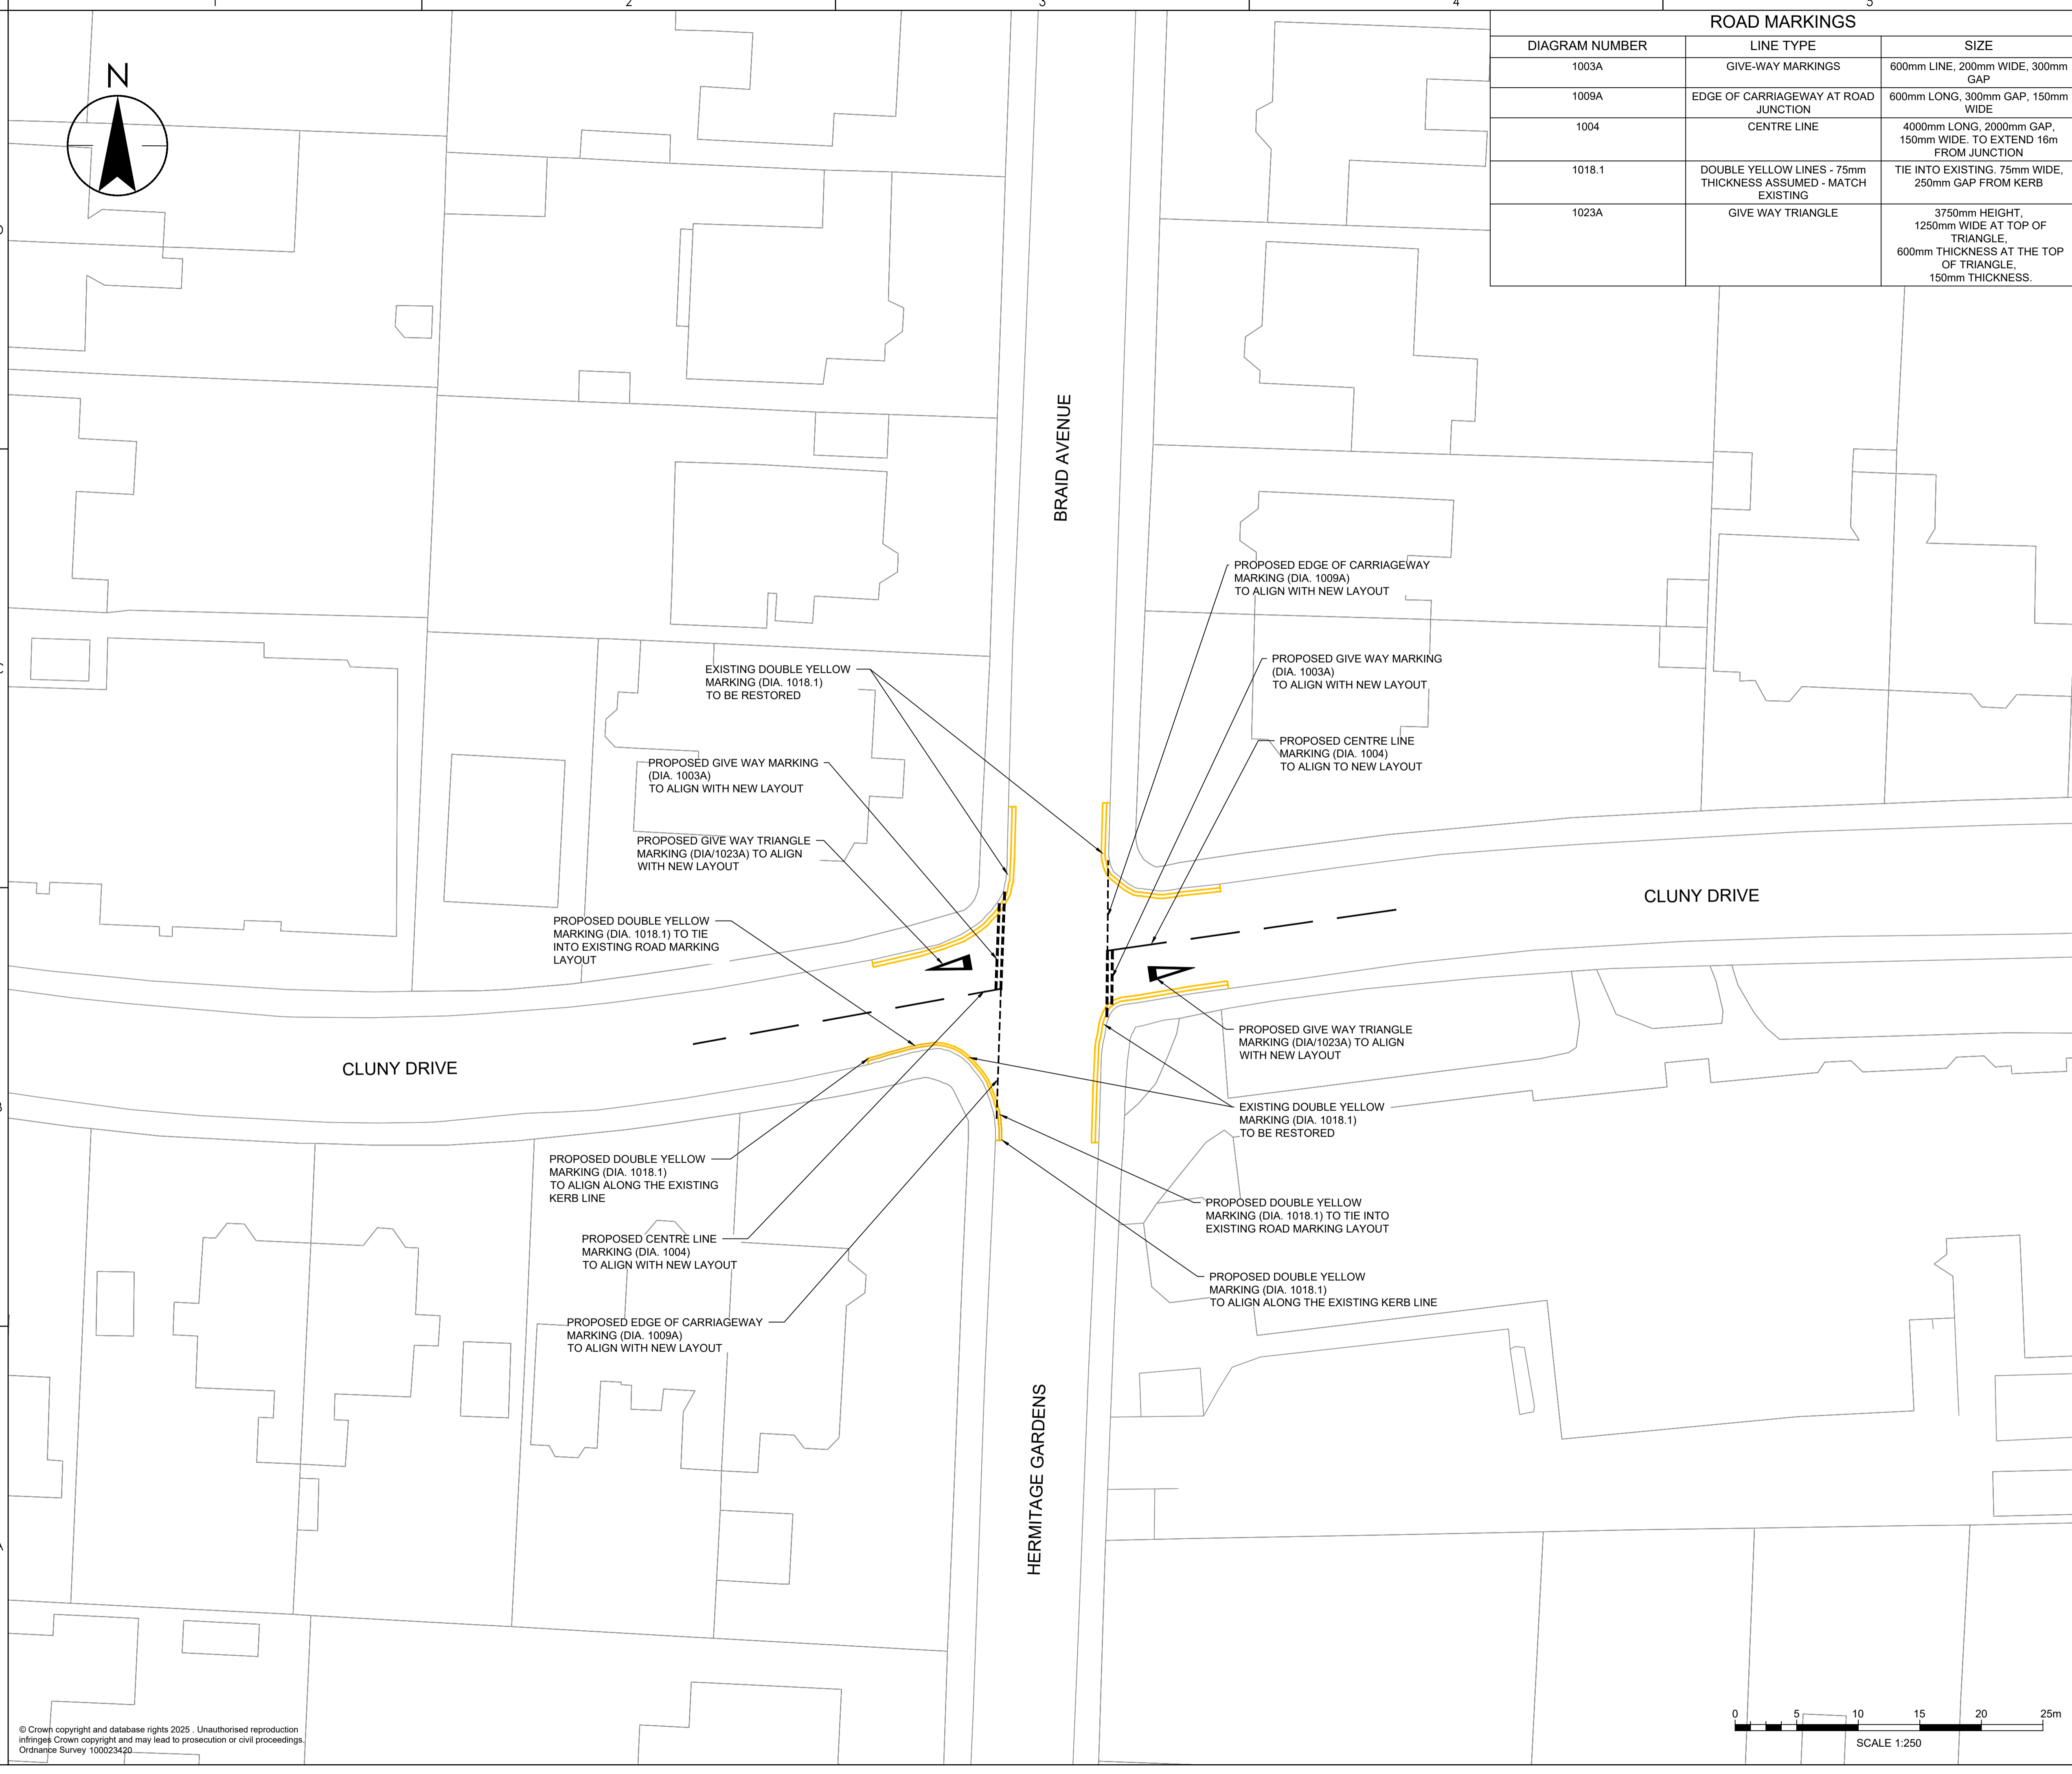 1 2 3 4 5
ROAD MARKINGS
DIAGRAM NUMBER LINE TYPE SIZE
1003A GIVE-WAY MARKINGS 600mm LINE, 200mm WIDE, 300mm
GAP
1009A EDGE OF CARRIAGEWAY AT ROAD 600mm LONG, 300mm GAP, 150mm
JUNCTION WIDE
1004 CENTRE LINE 4000mm LONG, 2000mm GAP,
150mm WIDE. TO EXTEND 16m
FROM JUNCTION
1018.1 DOUBLE YELLOW LINES - 75mm TIE INTO EXISTING. 75mm WIDE,
THICKNESS ASSUMED - MATCH 250mm GAP FROM KERB
EXISTING
1023A GIVE WAY TRIANGLE 3750mm HEIGHT,
1250mm WIDE AT TOP OF
TRIANGLE,
600mm THICKNESS AT THE TOP
OF TRIANGLE,
150mm THICKNESS.
N
BRAID AVENUE
PROPOSED EDGE OF CARRIAGEWAY
MARKING (DIA. 1009A)
TO ALIGN WITH NEW LAYOUT
PROPOSED GIVE WAY MARKING
(DIA. 1003A)
TO ALIGN WITH NEW LAYOUT
EXISTING DOUBLE YELLOW
MARKING (DIA. 1018.1)
TO BE RESTORED
PROPOSED CENTRE LINE
MARKING (DIA. 1004)
TO ALIGN TO NEW LAYOUT
PROPOSED GIVE WAY MARKING
(DIA. 1003A)
TO ALIGN WITH NEW LAYOUT
PROPOSED GIVE WAY TRIANGLE
MARKING (DIA/1023A) TO ALIGN
WITH NEW LAYOUT
CLUNY DRIVE
PROPOSED DOUBLE YELLOW
MARKING (DIA. 1018.1) TO TIE
INTO EXISTING ROAD MARKING
LAYOUT
PROPOSED GIVE WAY TRIANGLE
MARKING (DIA/1023A) TO ALIGN
WITH NEW LAYOUT
CLUNY DRIVE
EXISTING DOUBLE YELLOW
MARKING (DIA. 1018.1)
TO BE RESTORED
PROPOSED DOUBLE YELLOW
MARKING (DIA. 1018.1)
TO ALIGN ALONG THE EXISTING
KERB LINE
PROPOSED DOUBLE YELLOW
MARKING (DIA. 1018.1) TO TIE INTO
EXISTING ROAD MARKING LAYOUT
PROPOSED CENTRE LINE
MARKING (DIA. 1004)
TO ALIGN WITH NEW LAYOUT
PROPOSED DOUBLE YELLOW
MARKING (DIA. 1018.1)
TO ALIGN ALONG THE EXISTING KERB LINE
PROPOSED EDGE OF CARRIAGEWAY
MARKING (DIA. 1009A)
TO ALIGN WITH NEW LAYOUT
HERMITAGE GARDENS
© Crown copyright and database rights 2025 . Unauthorised reproduction
infringes Crown copyright and may lead to prosecution or civil proceedings.
Ordnance Survey 100023420
0 5 10 15 20 25m
SCALE 1:250